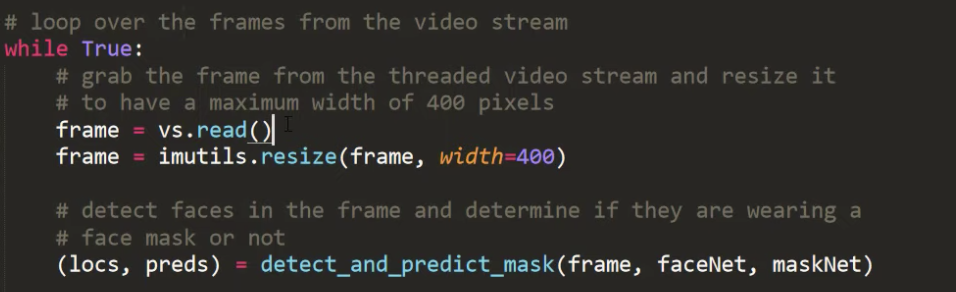 # loop over the frames from the video stream
while True:
    # grab the frame from the threaded video stream and resize it
    # to have a maximum width of 400 pixels
    frame = vs.read()
    frame = imutils.resize(frame, width=400)

    # detect faces in the frame and determine if they are wearing a
    # face mask or not
    (locs, preds) = detect_and_predict_mask(frame, faceNet, maskNet)